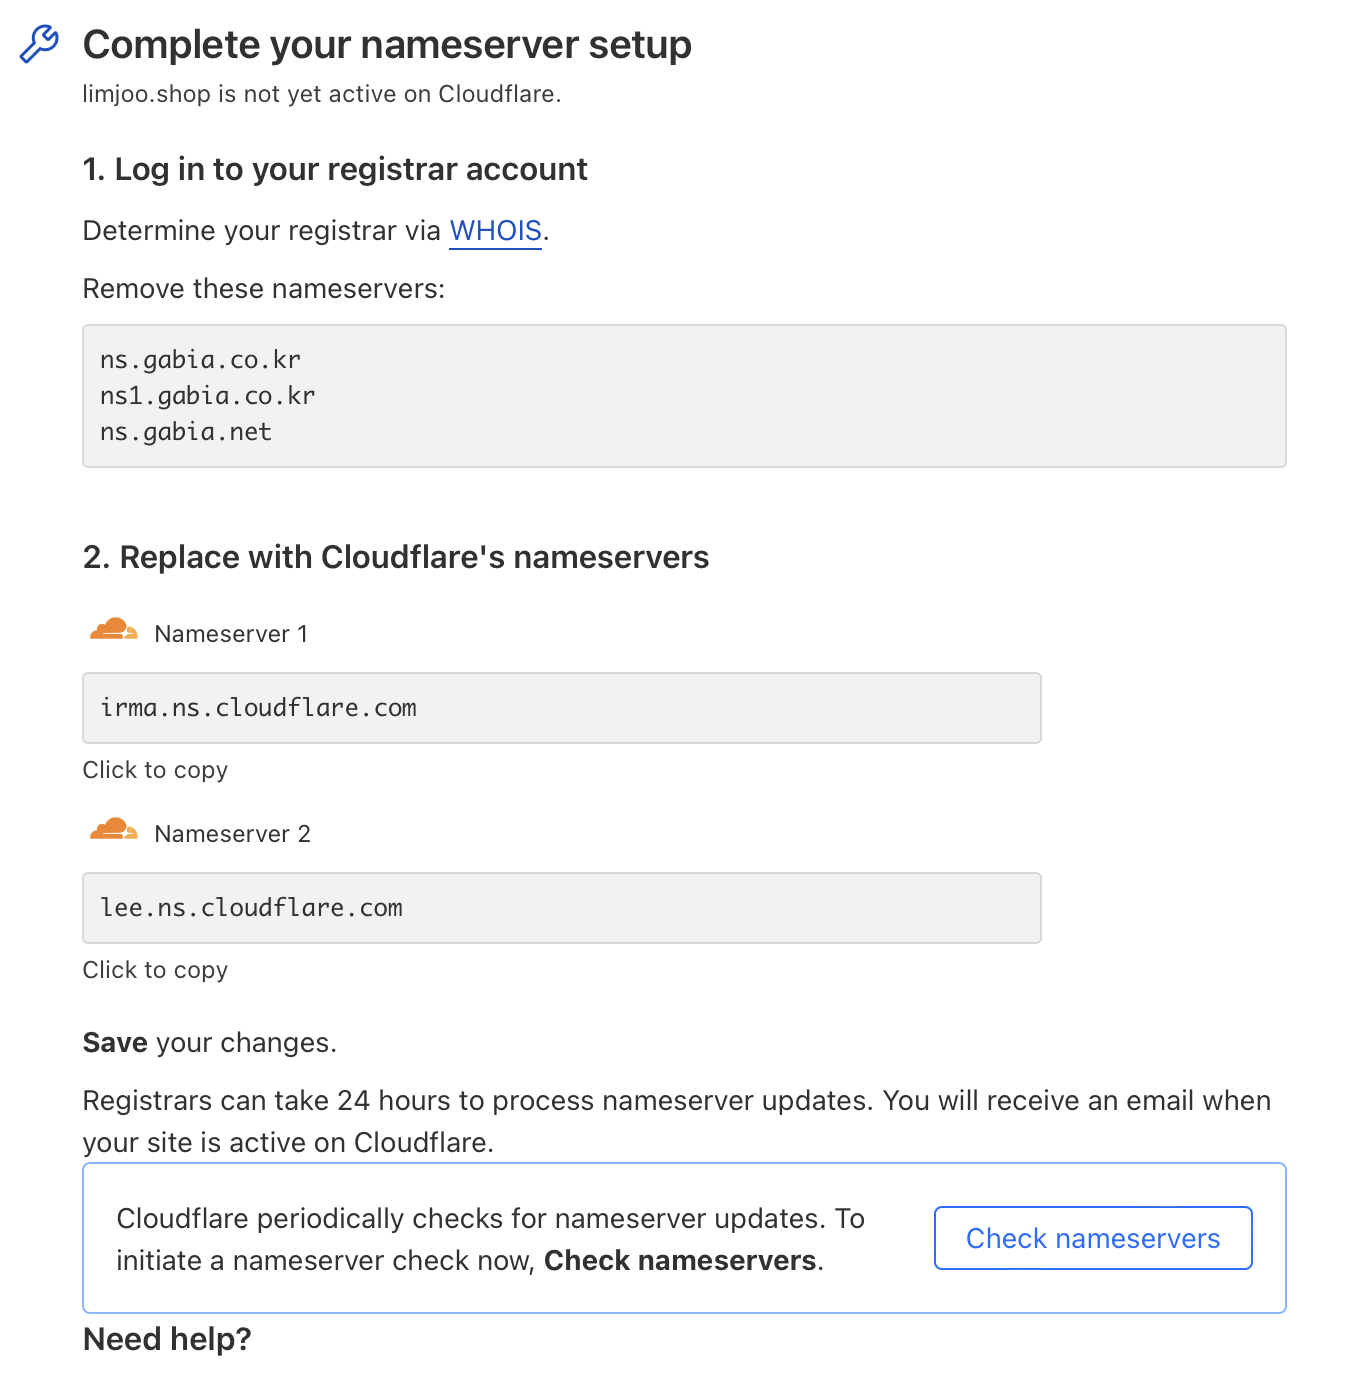 Complete your nameserver setup
limjoo.shop is not yet active on Cloudflare.
1. Log in to your registrar account
Determine your registrar via WHOIS.
Remove these nameservers:
ns.gabia.co.kr
ns1.gabia.co.kr
ns.gabia.net
2. Replace with Cloudflare's nameservers
Nameserver 1
irma.ns.cloudflare.com
Click to copy
Nameserver 2
lee.ns.cloudflare.com
Click to copy
Save your changes.
Registrars can take 24 hours to process nameserver updates. You will receive an email when
your site is active on Cloudflare.
Cloudflare periodically checks for nameserver updates. To
initiate a nameserver check now, Check nameservers.
Check nameservers
Need help?